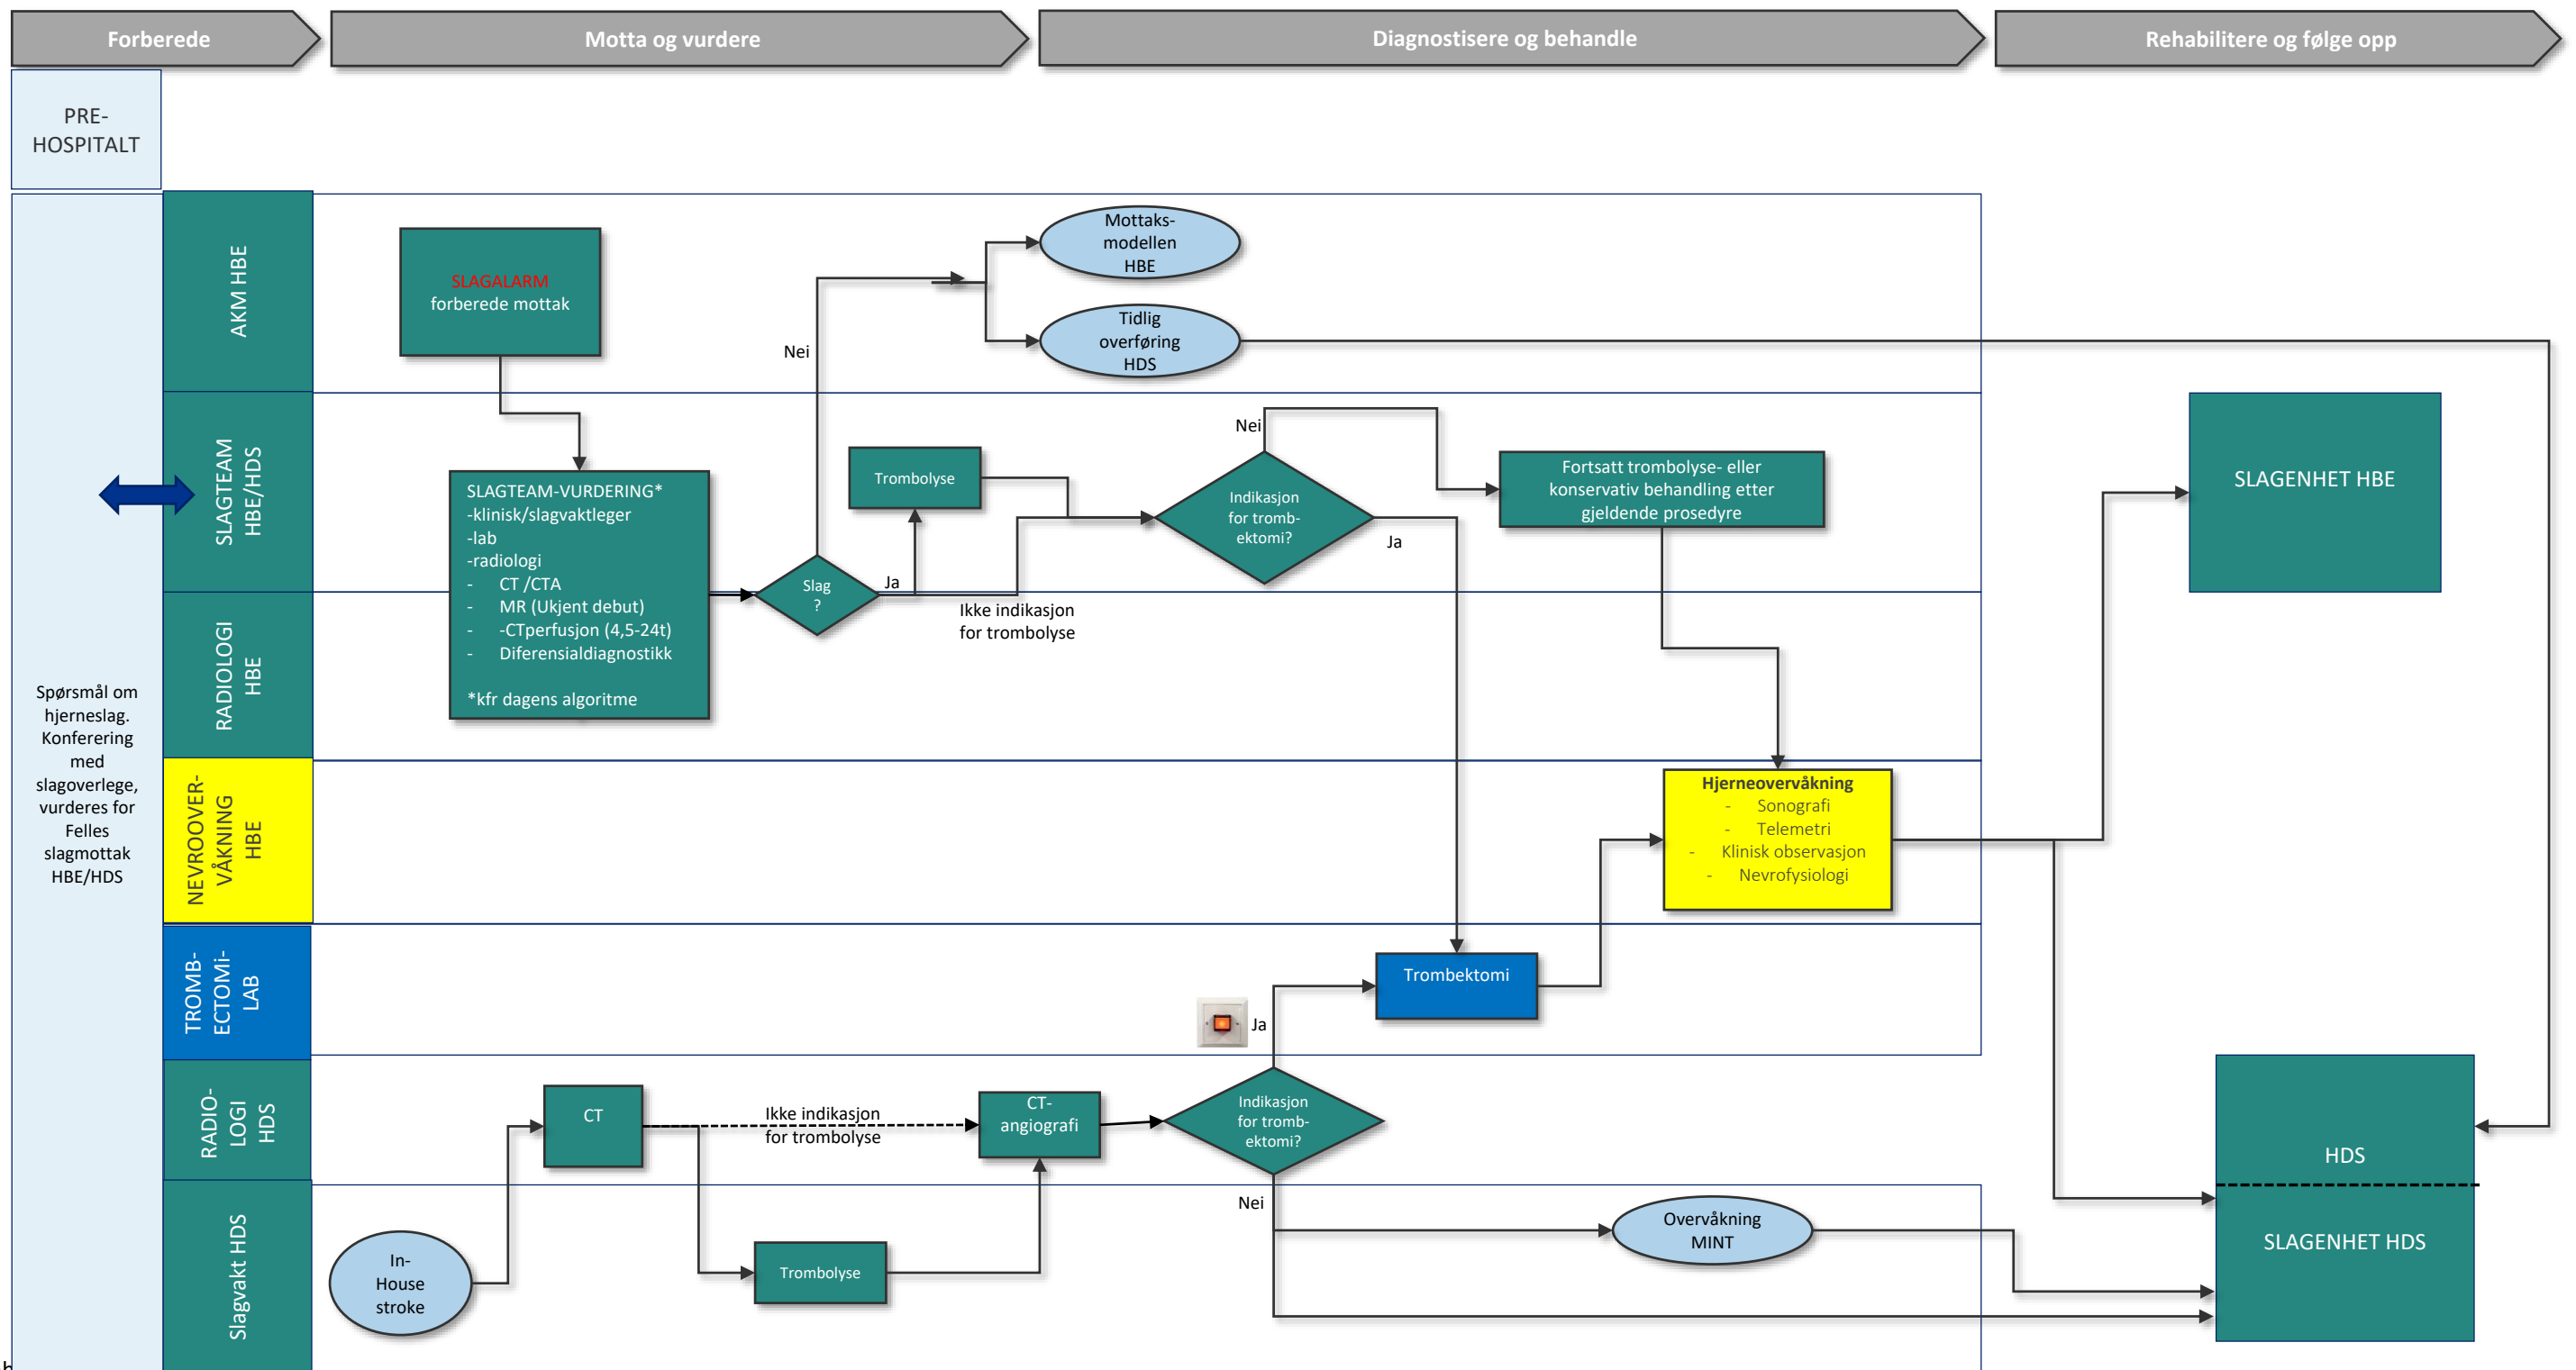 Forberede
Motta og vurdere
Diagnostisere og behandle
Rehabilitere og følge opp
PRE-
HOSPITALT
AKM HBE
SLAGALARM
forberede mottak
Nei
Mottaks-
modellen
HBE
Tidlig
overføring
HDS
SLAGTEAM
HBE/HDS
SLAGTEAM-VURDERING*
-klinisk/slagvaktleger
-lab
-radiologi
- CT /CTA
- MR (Ukjent debut)
- -CTperfusjon (4,5-24t)
- Diferensialdiagnostikk
*kfr dagens algoritme
Slag
?
Ja
Trombolyse
Ikke indikasjon
for trombolyse
Nei
Indikasjon
for tromb-
ektomi?
Ja
Fortsatt trombolyse- eller
konservativ behandling etter
gjeldende prosedyre
SLAGENHET HBE
RADIOLOGI
HBE
Spørsmål om
hjerneslag.
Konferering
med
slagoverlege,
vurderes for
Felles
slagmottak
HBE/HDS
NEVROOVER-
VÅKNING
HBE
Hjerneovervåkning
- Sonografi
- Telemetri
- Klinisk observasjon
- Nevrofysiologi
TROMB-
ECTOMi-
LAB
Trombektomi
Ja
RADIO-
LOGI
HDS
CT
Ikke indikasjon
for trombolyse
CT-
angiografi
Indikasjon
for tromb-
ektomi?
Nei
HDS
Slagvakt HDS
In-
House
stroke
Trombolyse
Overvåkning
MINT
SLAGENHET HDS